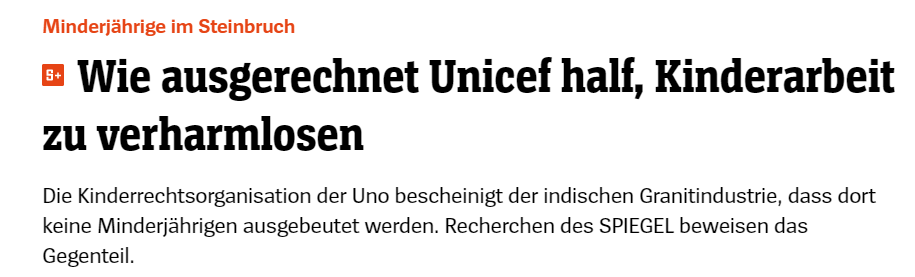 Minderjährige im Steinbruch
S+ Wie ausgerechnet Unicef half, Kinderarbeit
zu verharmlosen
Die Kinderrechtsorganisation der Uno bescheinigt der indischen Granitindustrie, dass dort
keine Minderjährigen ausgebeutet werden. Recherchen des SPIEGEL beweisen das
Gegenteil.